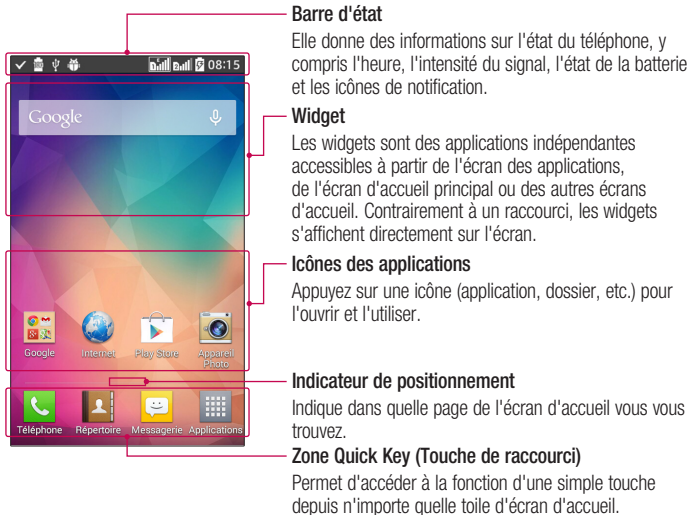 Barre d'état
Elle donne des informations sur l'état du téléphone, y
compris l'heure, l'intensité du signal, l'état de la batterie
et les icônes de notification.
08:15
Google
Widget
Les widgets sont des applications indépendantes
accessibles à partir de l'écran des applications,
de l'écran d'accueil principal ou des autres écrans
d'accueil. Contrairement à un raccourci, les widgets
s'affichent directement sur l'écran.
Icônes des applications
Appuyez sur une icône (application, dossier, etc.) pour
l'ouvrir et l'utiliser.
Google
Internet
Play Store
Appareil
Photo
Indicateur de positionnement
Indique dans quelle page de l'écran d'accueil vous vous
trouvez.
Téléphone
Répertoire
Messagerie
Applications
Zone Quick Key (Touche de raccourci)
Permet d'accéder à la fonction d'une simple touche
depuis n'importe quelle toile d'écran d'accueil.